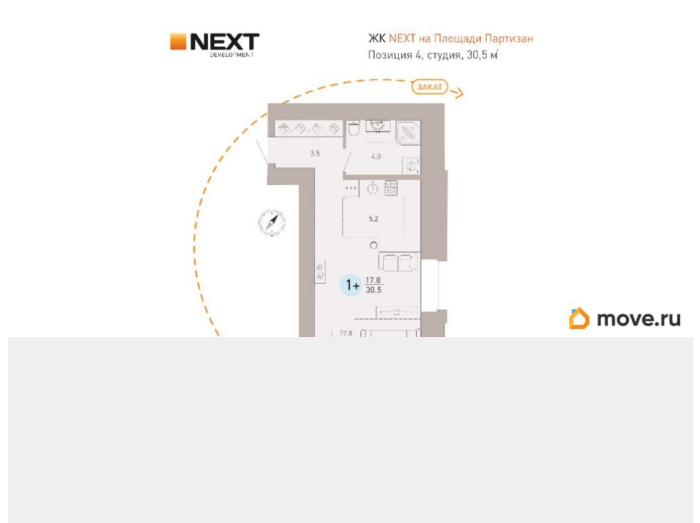 NEXT
DEVELOPMENT
ЖК NEXT на Площади Партизан
Позиция 4, студия, 30,5 м²
ЗАКАТ
3.5
4.0
5.2
1+
17.8
30.5
17.8
move.ru